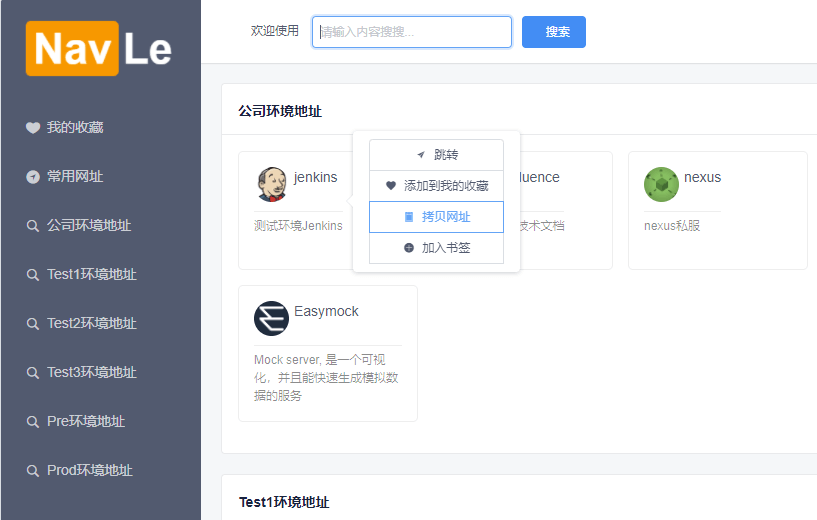 Nav Le
我的收藏
常用网址
公司环境地址
Test1环境地址
Test2环境地址
Test3环境地址
Pre环境地址
Prod环境地址
欢迎使用
请输入内容搜搜...
搜索
公司环境地址
jenkins
测试环境Jenkins
跳转
添加到我的收藏
拷贝网址
加入书签
luence
技术文档
nexus
nexus私服
Easymock
Mock server, 是一个可视
化，并且能快速生成模拟数
据的服务
Test1环境地址